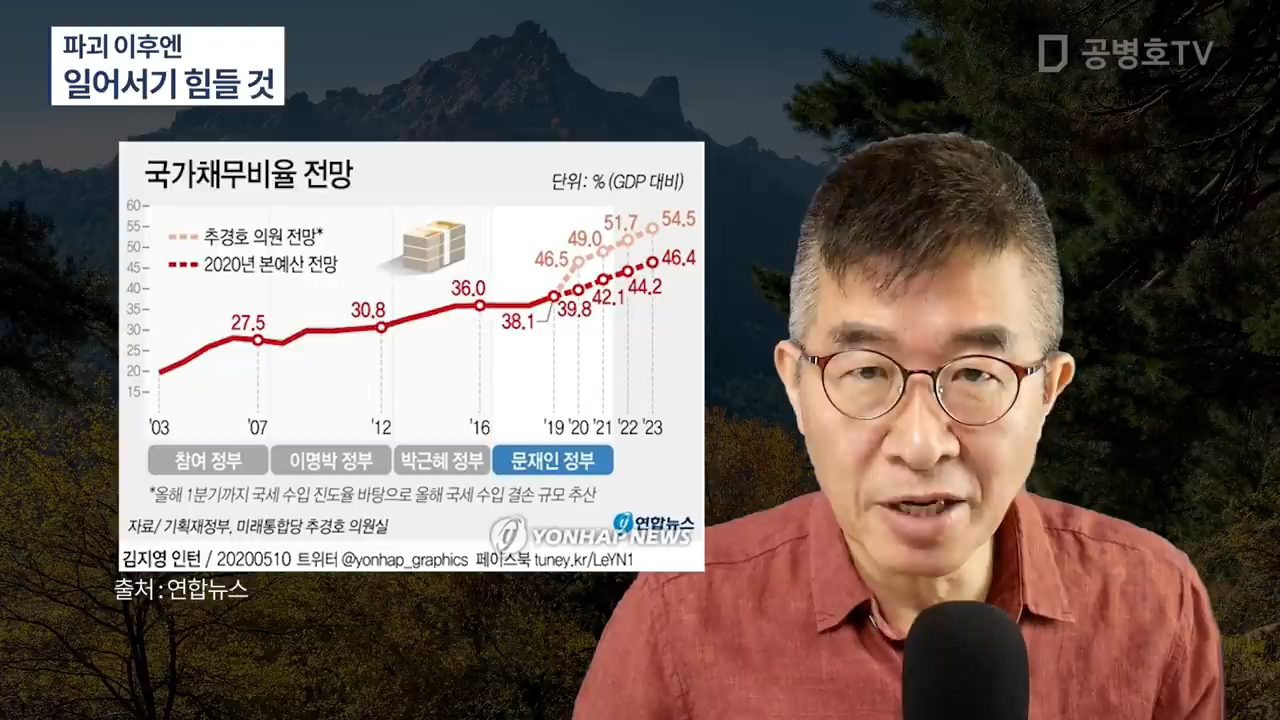 파괴 이후엔
일어서기 힘들 것
공병호TV
국가채무비율 전망
단위: % (GDP 대비)
60
55
50
45
40
35
30
25
20
15
추경호 의원 전망*
2020년 본예산 전망
27.5
30.8
36.0
38.1
46.5
49.0
51.7
54.5
39.8
42.1
44.2
46.4
'03 '07 '12 '16 '19 '20 '21 '22 '23
참여 정부 이명박 정부 박근혜 정부 문재인 정부
*올해 1분기까지 국세 수입 진도율 바탕으로 올해 국세 수입 결손 규모 추산
자료/ 기획재정부, 미래통합당 추경호 의원실
연합뉴스
YONHAP NEWS
김지영 인턴 / 20200510 트위터 @yonhap_graphics 페이스북 tuney.kr/LeYN1
출처 : 연합뉴스